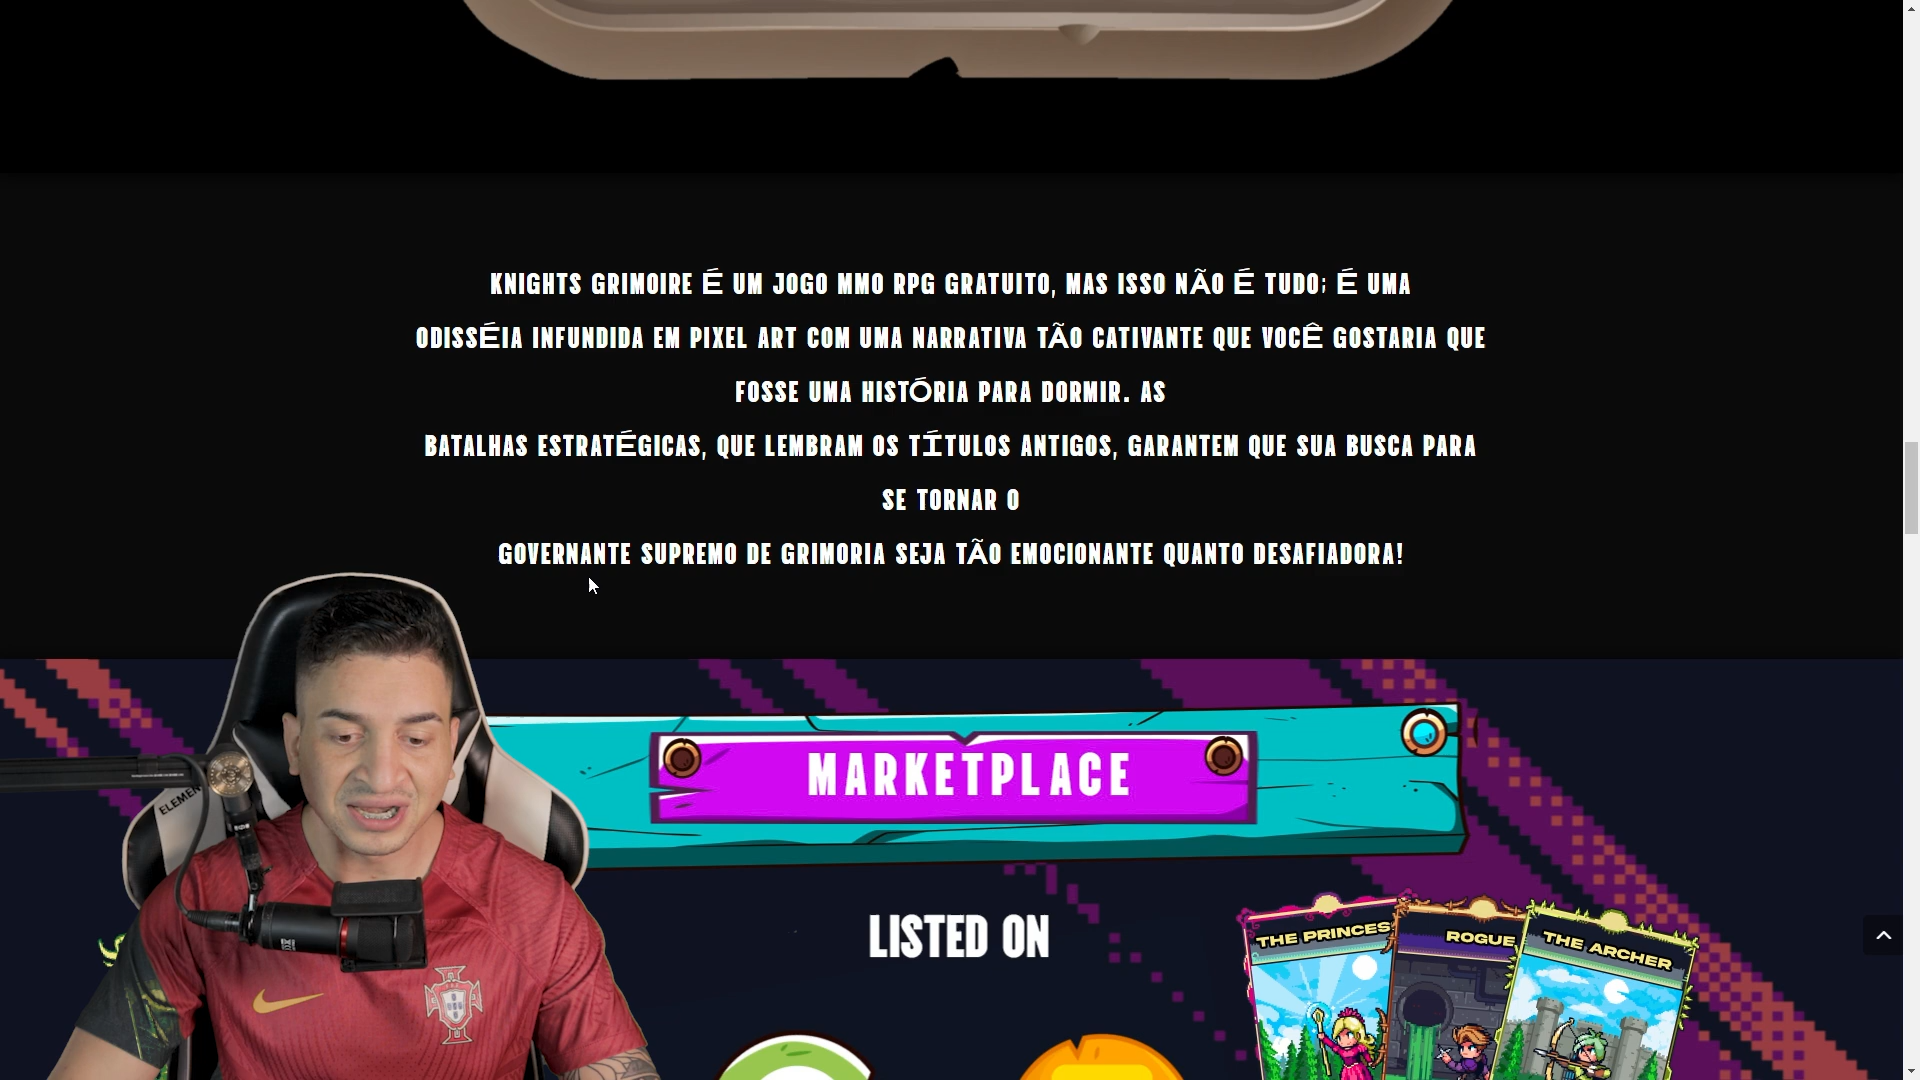 KNIGHTS GRIMOIRE É UM JOGO MMO RPG GRATUITO, MAS ISSO NÃO É TUDO; É UMA
ODISSÉIA INFUNDIDA EM PIXEL ART COM UMA NARRATIVA TÃO CATIVANTE QUE VOCÊ GOSTARIA QUE
FOSSE UMA HISTÓRIA PARA DORMIR. AS
BATALHAS ESTRATÉGICAS, QUE LEMBRAM OS TÍTULOS ANTIGOS, GARANTEM QUE SUA BUSCA PARA
SE TORNAR O
GOVERNANTE SUPREMO DE GRIMORIA SEJA TÃO EMOCIONANTE QUANTO DESAFIADORA!
MARKETPLACE
LISTED ON
THE PRINCES
ROGUE
THE ARCHER
ELEMEN